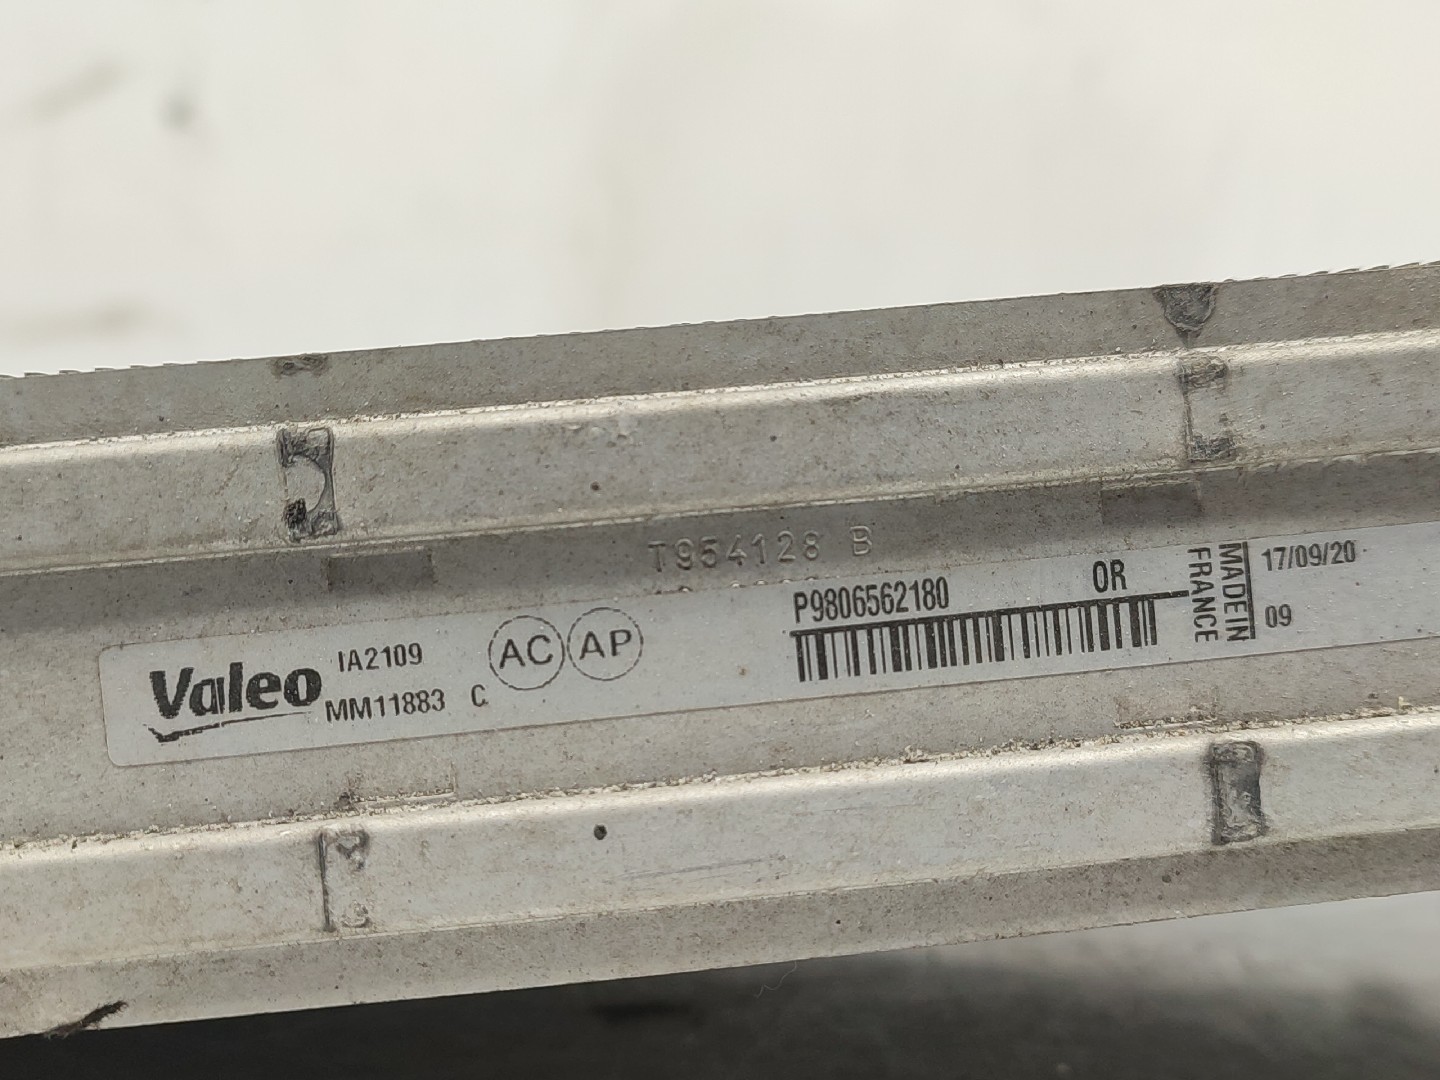 T954128 B
Valeo
IA2109
MM11883 C
AC AP
P9806562180 OR
MADE IN
FRANCE
17/09/20
09